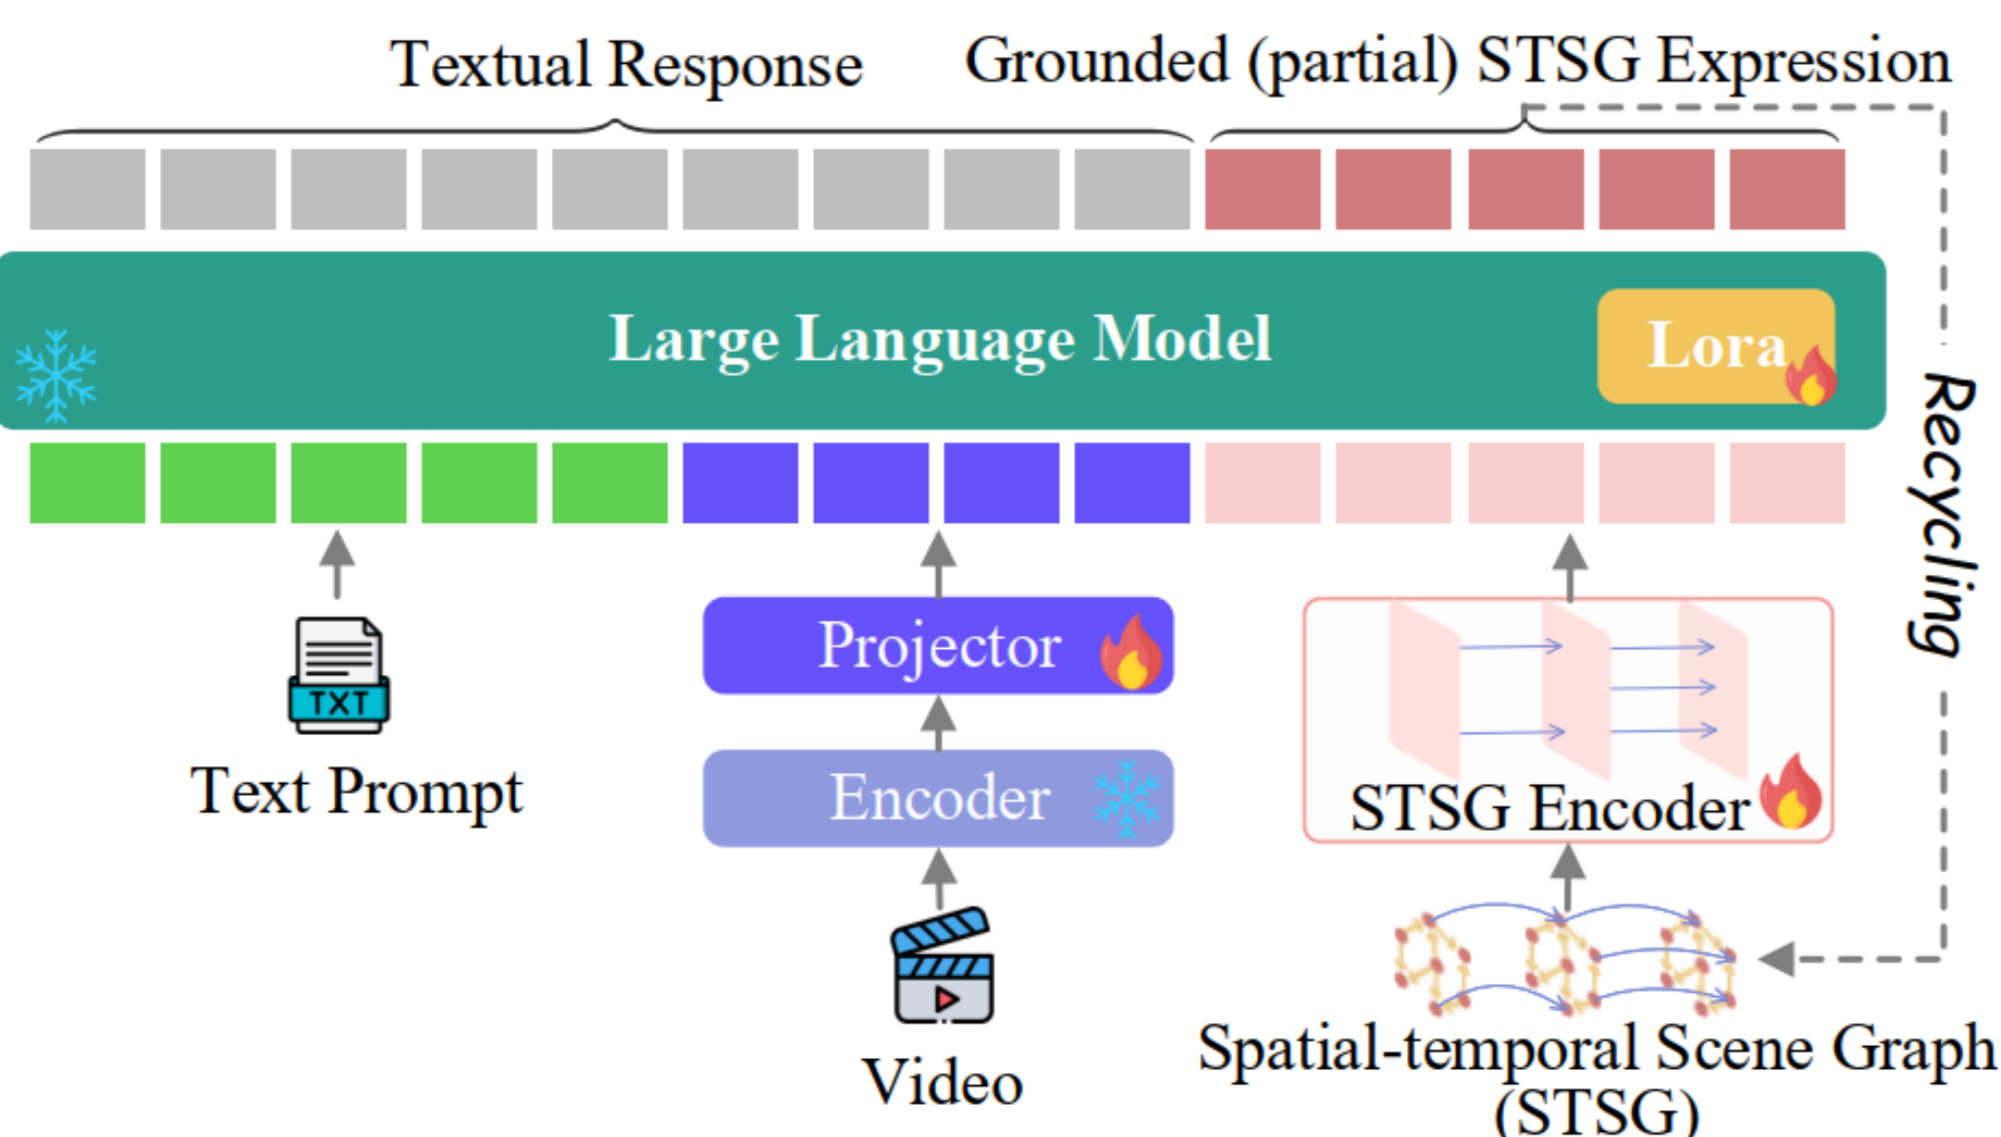 Textual Response
Grounded (partial) STSG Expression
Large Language Model
Lora
Recycling
Projector
TXT
Encoder
STSG Encoder
Text Prompt
Video
Spatial-temporal Scene Graph
(STSG)